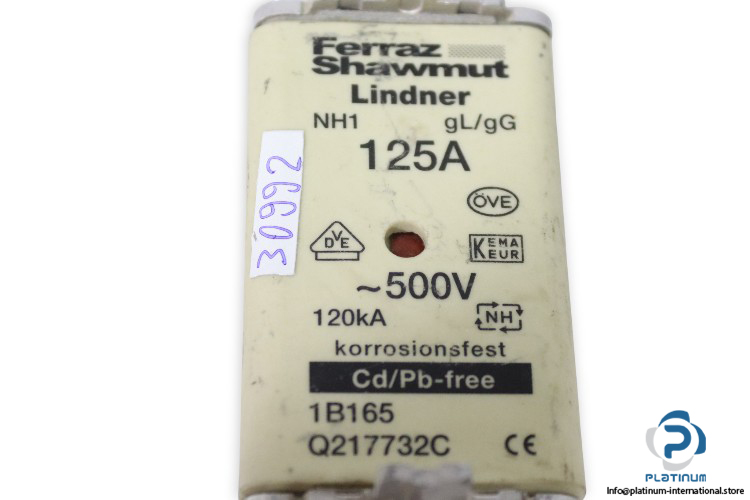 Ferraz
Shawmut
Lindner
NH1 gL/gG
125A
ÖVE
DVE
KEMA
KEUR
~500V
120kA
NH
korrosionsfest
Cd/Pb-free
1B165
Q217732C CE
30992
PLATINUM
Info@platinum-international.store